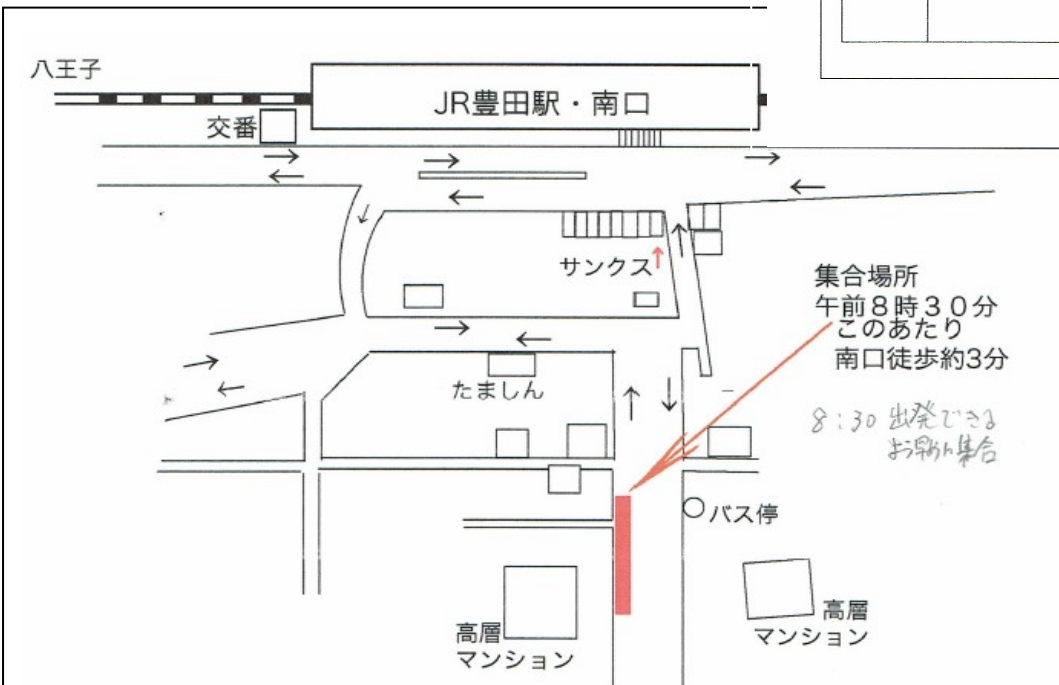 八王子
JR豊田駅・南口
交番
サンクス
集合場所
午前8時30分
このあたり
南口徒歩約3分
たましん
8:30 出発できる
よう早めに集合
バス停
高層
マンション
高層
マンション